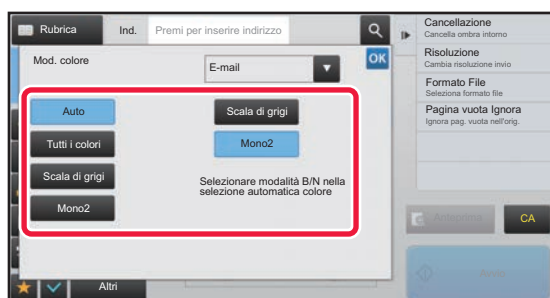 Rubrica
Ind.
Premi per inserire indirizzo
Mod. colore
E-mail
OK
Auto
Tutti i colori
Scala di grigi
Mono2
Scala di grigi
Mono2
Selezionare modalità B/N nella
selezione automatica colore
Altri
Cancellazione
Cancella ombra intorno
Risoluzione
Cambia risoluzione invio
Formato File
Seleziona formato file
Pagina vuota Ignora
Ignora pag. vuota nell'orig.
Anteprima
CA
Avvio